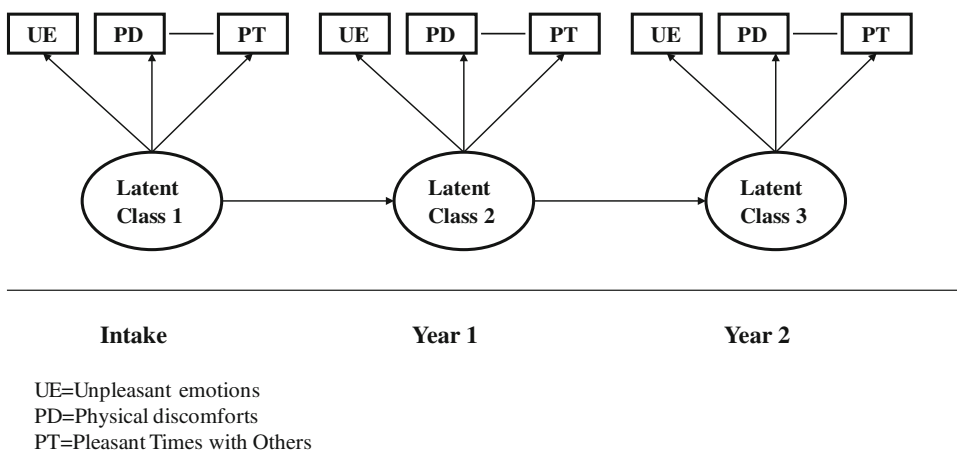 UE PD PT UE PD PT UE PD PT
Latent Class 1
Latent Class 2
Latent Class 3
Intake Year 1 Year 2
UE=Unpleasant emotions
PD=Physical discomforts
PT=Pleasant Times with Others